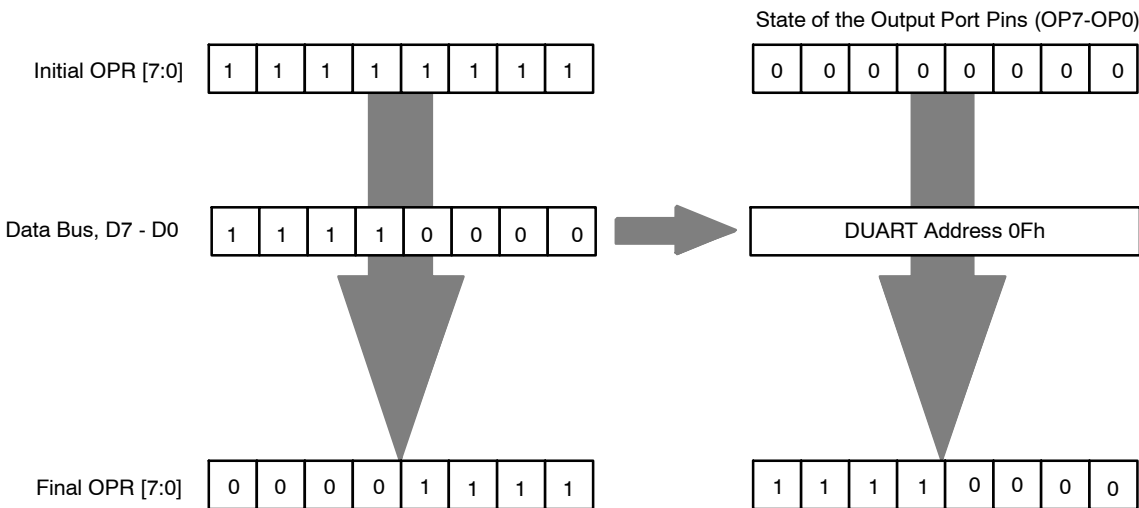 State of the Output Port Pins (OP7-OP0)
Initial OPR [7:0] 1 1 1 1 1 1 1 1 0 0 0 0 0 0 0 0
Data Bus, D7 - D0 1 1 1 1 0 0 0 0 DUART Address 0Fh
Final OPR [7:0] 0 0 0 0 1 1 1 1 1 1 1 1 0 0 0 0